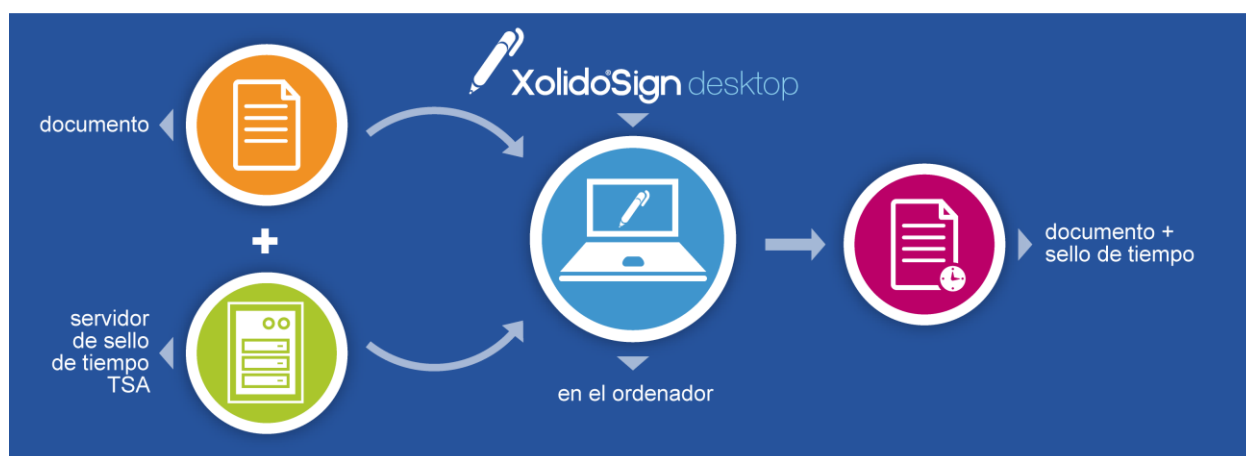 XolidoSign desktop
documento
servidor
de sello
de tiempo
TSA
en el ordenador
documento +
sello de tiempo